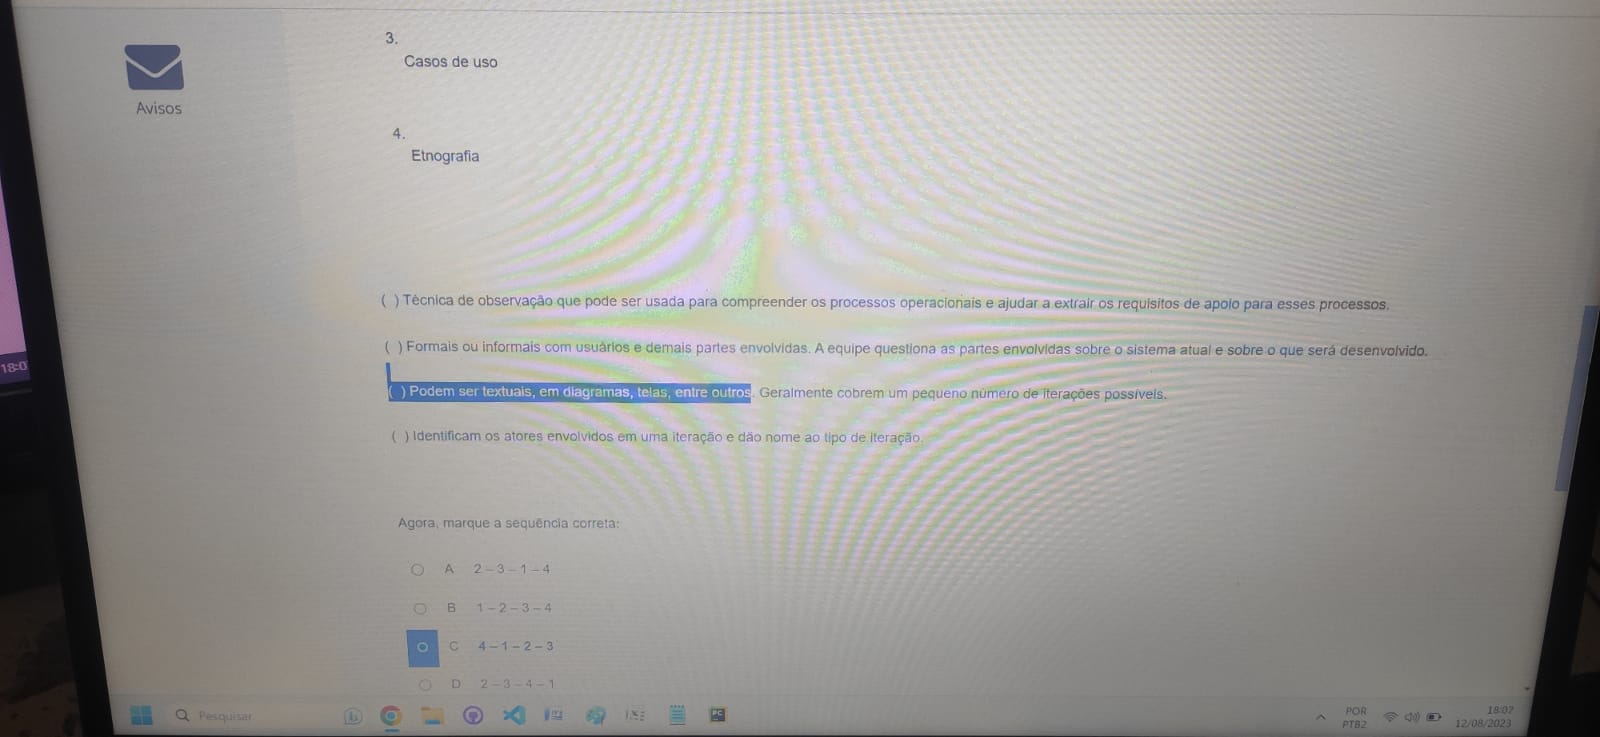 3.
Casos de uso
Avisos
4.
Etnografia
( ) Técnica de observação que pode ser usada para compreender os processos operacionais e ajudar a extrair os requisitos de apoio para esses processos.
( ) Formais ou informais com usuários e demais partes envolvidas. A equipe questiona as partes envolvidas sobre o sistema atual e sobre o que será desenvolvido.
18:0
( ) Podem ser textuais, em diagramas, telas, entre outros. Geralmente cobrem um pequeno número de iterações possíveis.
( ) Identificam os atores envolvidos em uma iteração e dão nome ao tipo de iteração.
Agora, marque a sequência correta:
A 2 – 3 – 1 – 4
B 1 – 2 – 3 – 4
C 4 – 1 – 2 – 3
D 2 – 3 – 4 – 1
Pesquisar
PC
POR
PTB2
18:02
12/08/2023